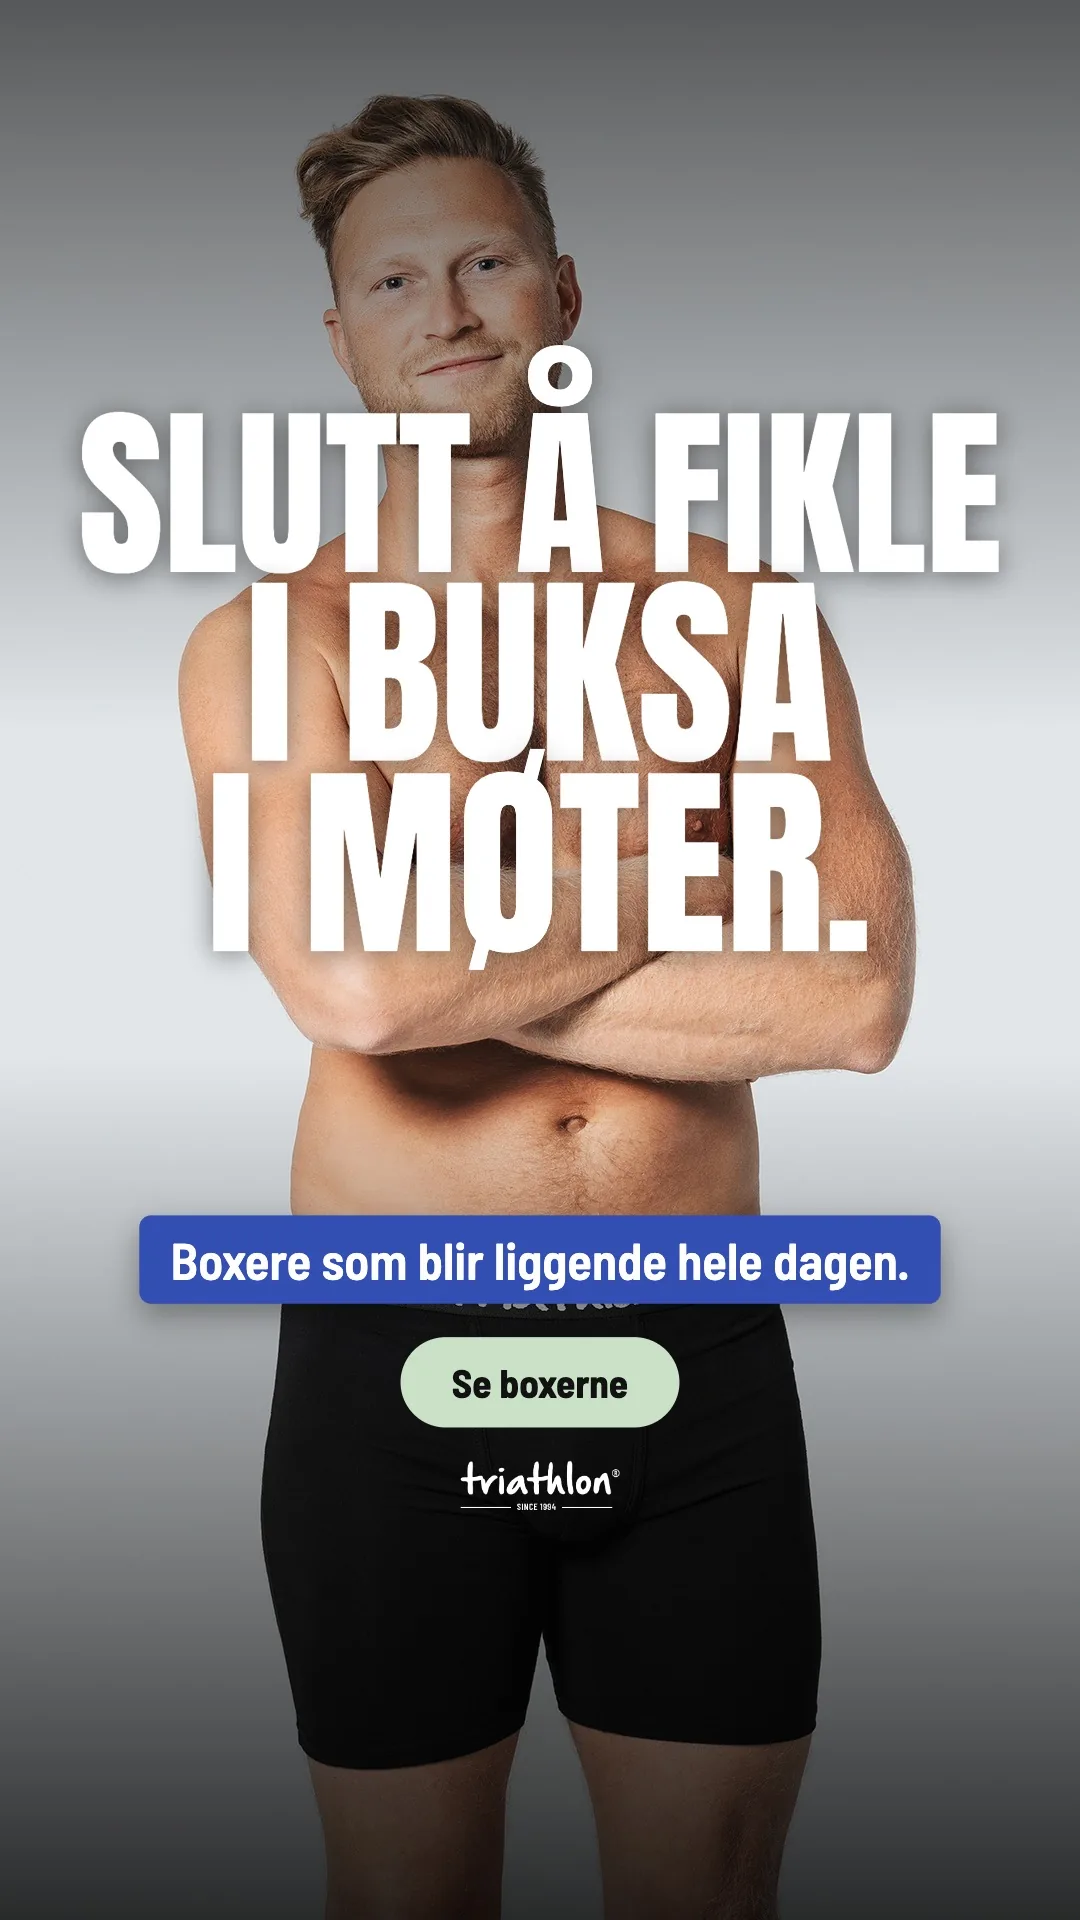 SLUTT Å FIKLE
I BUKSA
I MØTER.
Boxere som blir liggende hele dagen.
Se boxerne
triathlon®
SINCE 1994